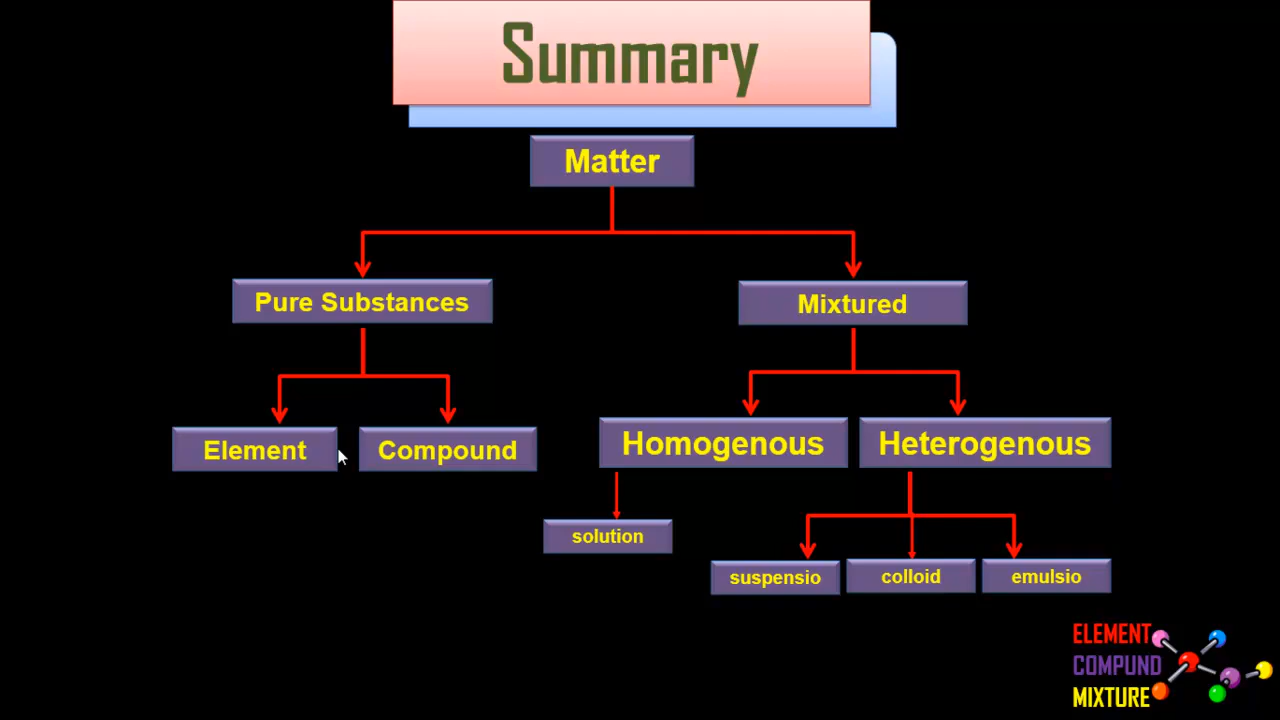 Summary
Matter
Pure Substances
Mixtured
Element
Compound
Homogenous
Heterogenous
solution
suspensio
colloid
emulsio
ELEMENT
COMPUND
MIXTURE